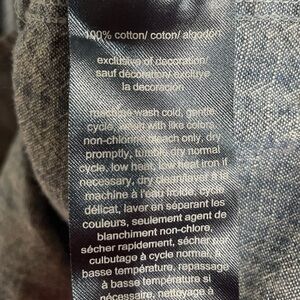 100% cotton/ coton/ algodón
exclusive of decoration/
sauf décoration/ excluye
la decoración
machine wash cold, gentle
cycle, wash with like colors
non-chlorine bleach only, dry
promptly, tumble dry normal
cycle, low heat, low heat iron if
necessary, dry clean/laver à la
machine à l'eau froide, cycle
délicat, laver en séparant les
couleurs, seulement agent de
blanchiment non-chlore,
sécher rapidement, sécher par
culbutage à cycle normal, à
basse température, repassage
à basse température si
nécessaire, nettoyage à